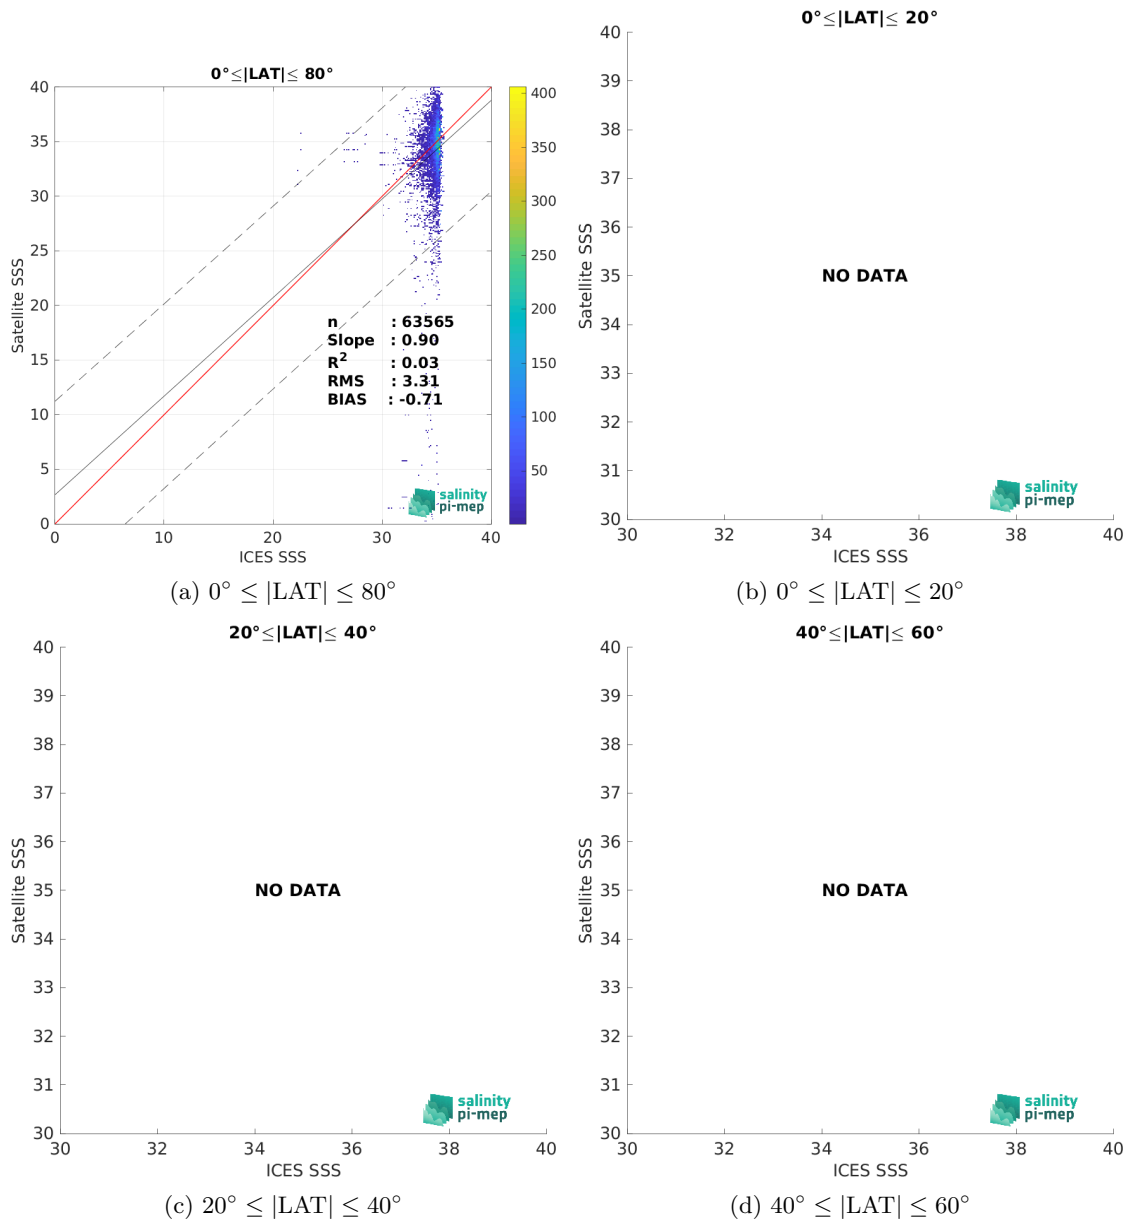 0°≤|LAT|≤ 80°
40
35
30
25
20
15
10
5
0
Satellite SSS
n : 63565
Slope : 0.90
R² : 0.03
RMS : 3.31
BIAS : -0.71
salinity
pi-mep
0 10 20 30 40
ICES SSS
400
350
300
250
200
150
100
50
(a) 0° ≤ |LAT| ≤ 80°
0°≤|LAT|≤ 20°
40
39
38
37
36
35
34
33
32
31
30
Satellite SSS
NO DATA
salinity
pi-mep
30 32 34 36 38 40
ICES SSS
(b) 0° ≤ |LAT| ≤ 20°
20°≤|LAT|≤ 40°
40
39
38
37
36
35
34
33
32
31
30
Satellite SSS
NO DATA
salinity
pi-mep
30 32 34 36 38 40
ICES SSS
(c) 20° ≤ |LAT| ≤ 40°
40°≤|LAT|≤ 60°
40
39
38
37
36
35
34
33
32
31
30
Satellite SSS
NO DATA
salinity
pi-mep
30 32 34 36 38 40
ICES SSS
(d) 40° ≤ |LAT| ≤ 60°